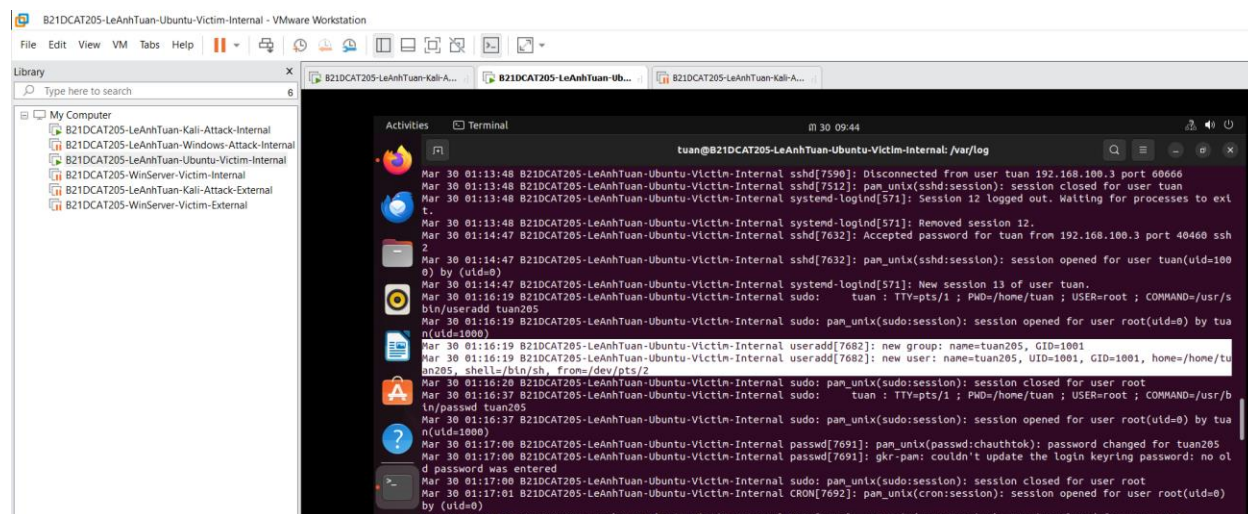 B21DCAT205-LeAnhTuan-Ubuntu-Victim-Internal - VMware Workstation
File Edit View VM Tabs Help
Library X
Type here to search 6
My Computer
B21DCAT205-LeAnhTuan-Kali-Attack-Internal
B21DCAT205-LeAnhTuan-Windows-Attack-Internal
B21DCAT205-LeAnhTuan-Ubuntu-Victim-Internal
B21DCAT205-WinServer-Victim-Internal
B21DCAT205-LeAnhTuan-Kali-Attack-External
B21DCAT205-WinServer-Victim-External
B21DCAT205-LeAnhTuan-Kali-A... B21DCAT205-LeAnhTuan-Ub... B21DCAT205-LeAnhTuan-Kali-A...
Activities Terminal 30 09:44
tuan@B21DCAT205-LeAnhTuan-Ubuntu-Victim-Internal: /var/log
Mar 30 01:13:48 B21DCAT205-LeAnhTuan-Ubuntu-Victim-Internal sshd[7590]: Disconnected from user tuan 192.168.100.3 port 60666
Mar 30 01:13:48 B21DCAT205-LeAnhTuan-Ubuntu-Victim-Internal sshd[7512]: pam_unix(sshd:session): session closed for user tuan
Mar 30 01:13:48 B21DCAT205-LeAnhTuan-Ubuntu-Victim-Internal systemd-logind[571]: Session 12 logged out. Waiting for processes to exi
t.
Mar 30 01:13:48 B21DCAT205-LeAnhTuan-Ubuntu-Victim-Internal systemd-logind[571]: Removed session 12.
Mar 30 01:14:47 B21DCAT205-LeAnhTuan-Ubuntu-Victim-Internal sshd[7632]: Accepted password for tuan from 192.168.100.3 port 40460 ssh
2
Mar 30 01:14:47 B21DCAT205-LeAnhTuan-Ubuntu-Victim-Internal sshd[7632]: pam_unix(sshd:session): session opened for user tuan(uid=100
0) by (uid=0)
Mar 30 01:14:47 B21DCAT205-LeAnhTuan-Ubuntu-Victim-Internal systemd-logind[571]: New session 13 of user tuan.
Mar 30 01:16:19 B21DCAT205-LeAnhTuan-Ubuntu-Victim-Internal sudo: tuan : TTY=pts/1 ; PWD=/home/tuan ; USER=root ; COMMAND=/usr/s
bin/useradd tuan205
Mar 30 01:16:19 B21DCAT205-LeAnhTuan-Ubuntu-Victim-Internal sudo: pam_unix(sudo:session): session opened for user root(uid=0) by tua
n(uid=1000)
Mar 30 01:16:19 B21DCAT205-LeAnhTuan-Ubuntu-Victim-Internal useradd[7682]: new group: name=tuan205, GID=1001
Mar 30 01:16:19 B21DCAT205-LeAnhTuan-Ubuntu-Victim-Internal useradd[7682]: new user: name=tuan205, UID=1001, GID=1001, home=/home/tu
an205, shell=/bin/sh, from=/dev/pts/2
Mar 30 01:16:20 B21DCAT205-LeAnhTuan-Ubuntu-Victim-Internal sudo: pam_unix(sudo:session): session closed for user root
Mar 30 01:16:37 B21DCAT205-LeAnhTuan-Ubuntu-Victim-Internal sudo: tuan : TTY=pts/1 ; PWD=/home/tuan ; USER=root ; COMMAND=/usr/b
in/passwd tuan205
Mar 30 01:16:37 B21DCAT205-LeAnhTuan-Ubuntu-Victim-Internal sudo: pam_unix(sudo:session): session opened for user root(uid=0) by tua
n(uid=1000)
Mar 30 01:17:00 B21DCAT205-LeAnhTuan-Ubuntu-Victim-Internal passwd[7691]: pam_unix(passwd:chauthtok): password changed for tuan205
Mar 30 01:17:00 B21DCAT205-LeAnhTuan-Ubuntu-Victim-Internal passwd[7691]: gkr-pam: couldn't update the login keyring password: no ol
d password was entered
Mar 30 01:17:00 B21DCAT205-LeAnhTuan-Ubuntu-Victim-Internal sudo: pam_unix(sudo:session): session closed for user root
Mar 30 01:17:01 B21DCAT205-LeAnhTuan-Ubuntu-Victim-Internal CRON[7692]: pam_unix(cron:session): session opened for user root(uid=0)
by (uid=0)